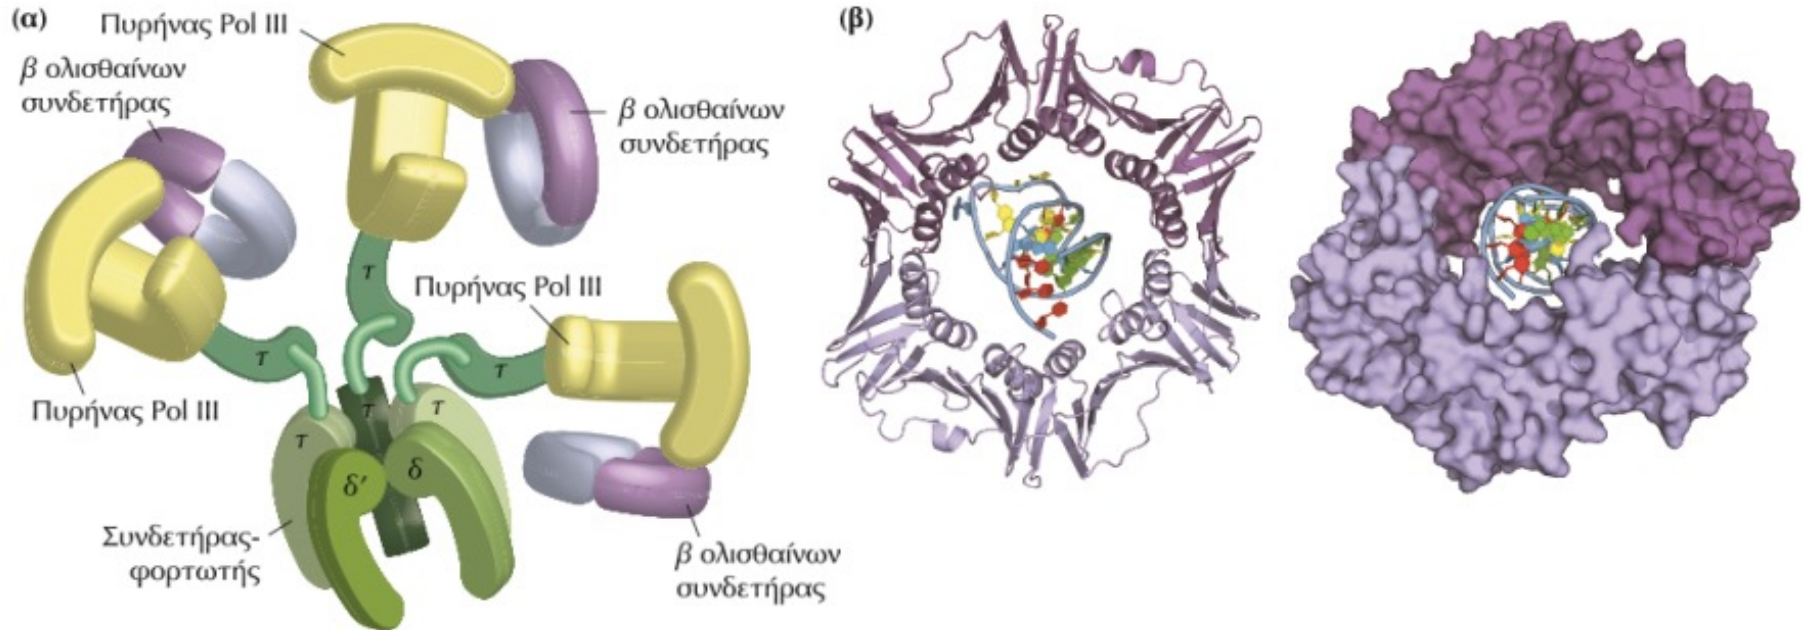 (α)
Πυρήνας Pol III
β ολισθαίνων
συνδετήρας
β ολισθαίνων
συνδετήρας
τ
Πυρήνας Pol III
τ
τ
Πυρήνας Pol III
τ
τ
τ
δ′
δ
Συνδετήρας-
φορτωτής
β ολισθαίνων
συνδετήρας
(β)